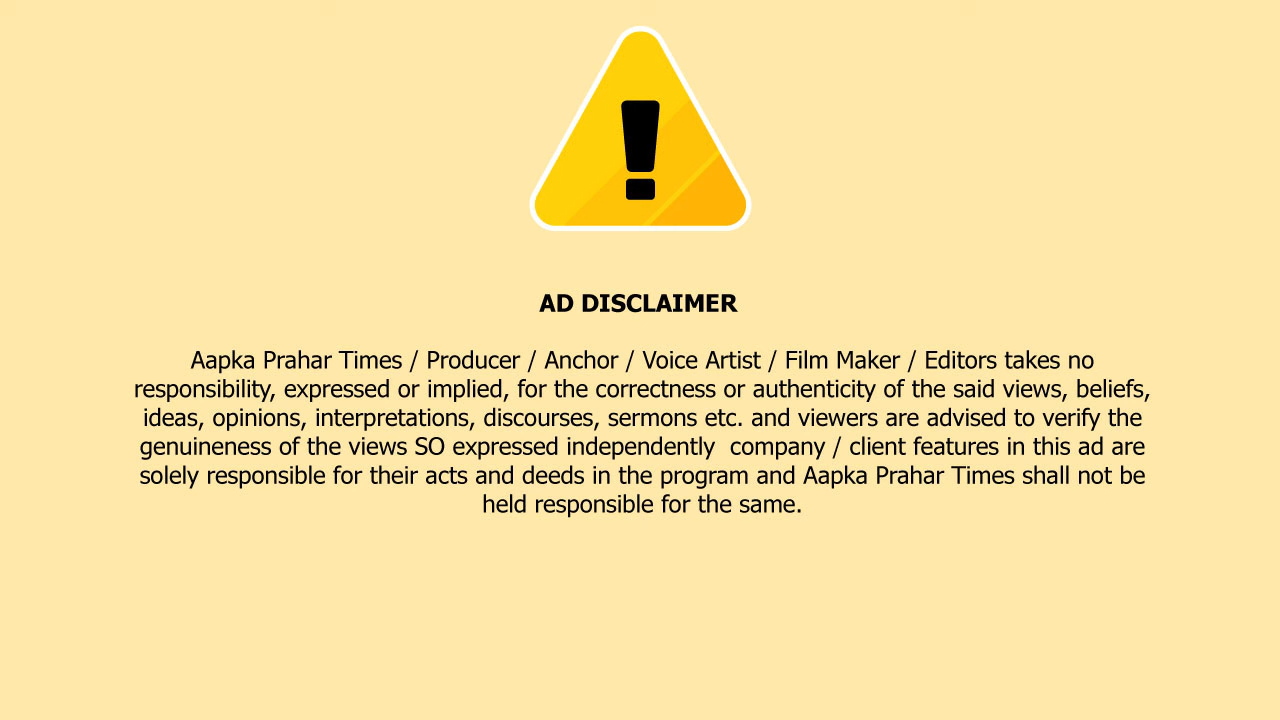 AD DISCLAIMER
Aapka Prahar Times / Producer / Anchor / Voice Artist / Film Maker / Editors takes no
responsibility, expressed or implied, for the correctness or authenticity of the said views, beliefs,
ideas, opinions, interpretations, discourses, sermons etc. and viewers are advised to verify the
genuineness of the views SO expressed independently  company / client features in this ad are
solely responsible for their acts and deeds in the program and Aapka Prahar Times shall not be
held responsible for the same.